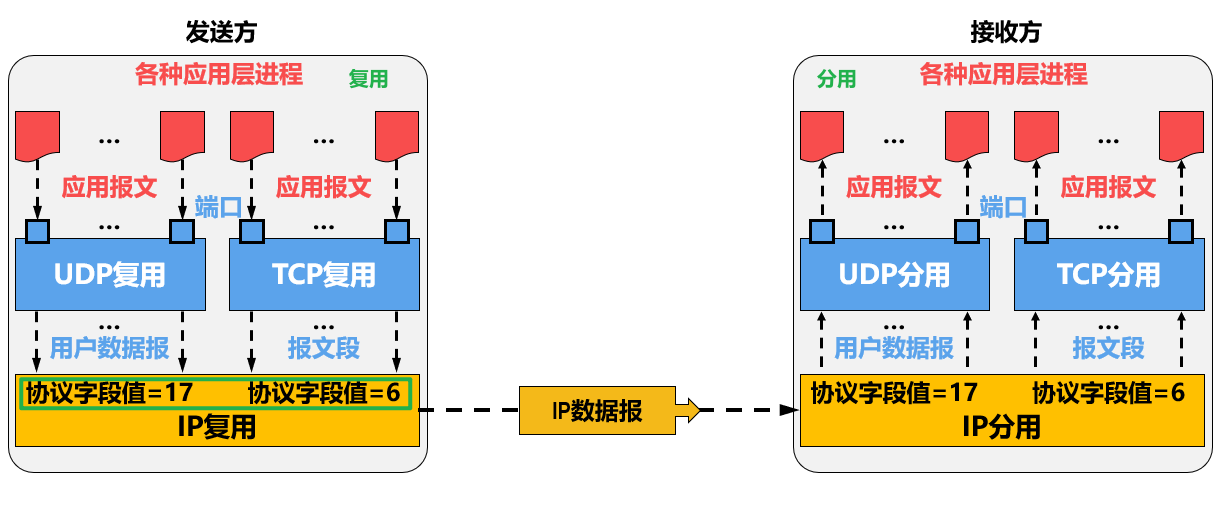 发送方
接收方
各种应用层进程
复用
分用
各种应用层进程
...
...
...
...
应用报文
应用报文
应用报文
应用报文
端口
端口
...
...
...
...
UDP复用
TCP复用
UDP分用
TCP分用
...
...
...
...
用户数据报
报文段
用户数据报
报文段
协议字段值=17
协议字段值=6
协议字段值=17
协议字段值=6
IP复用
IP数据报
IP分用